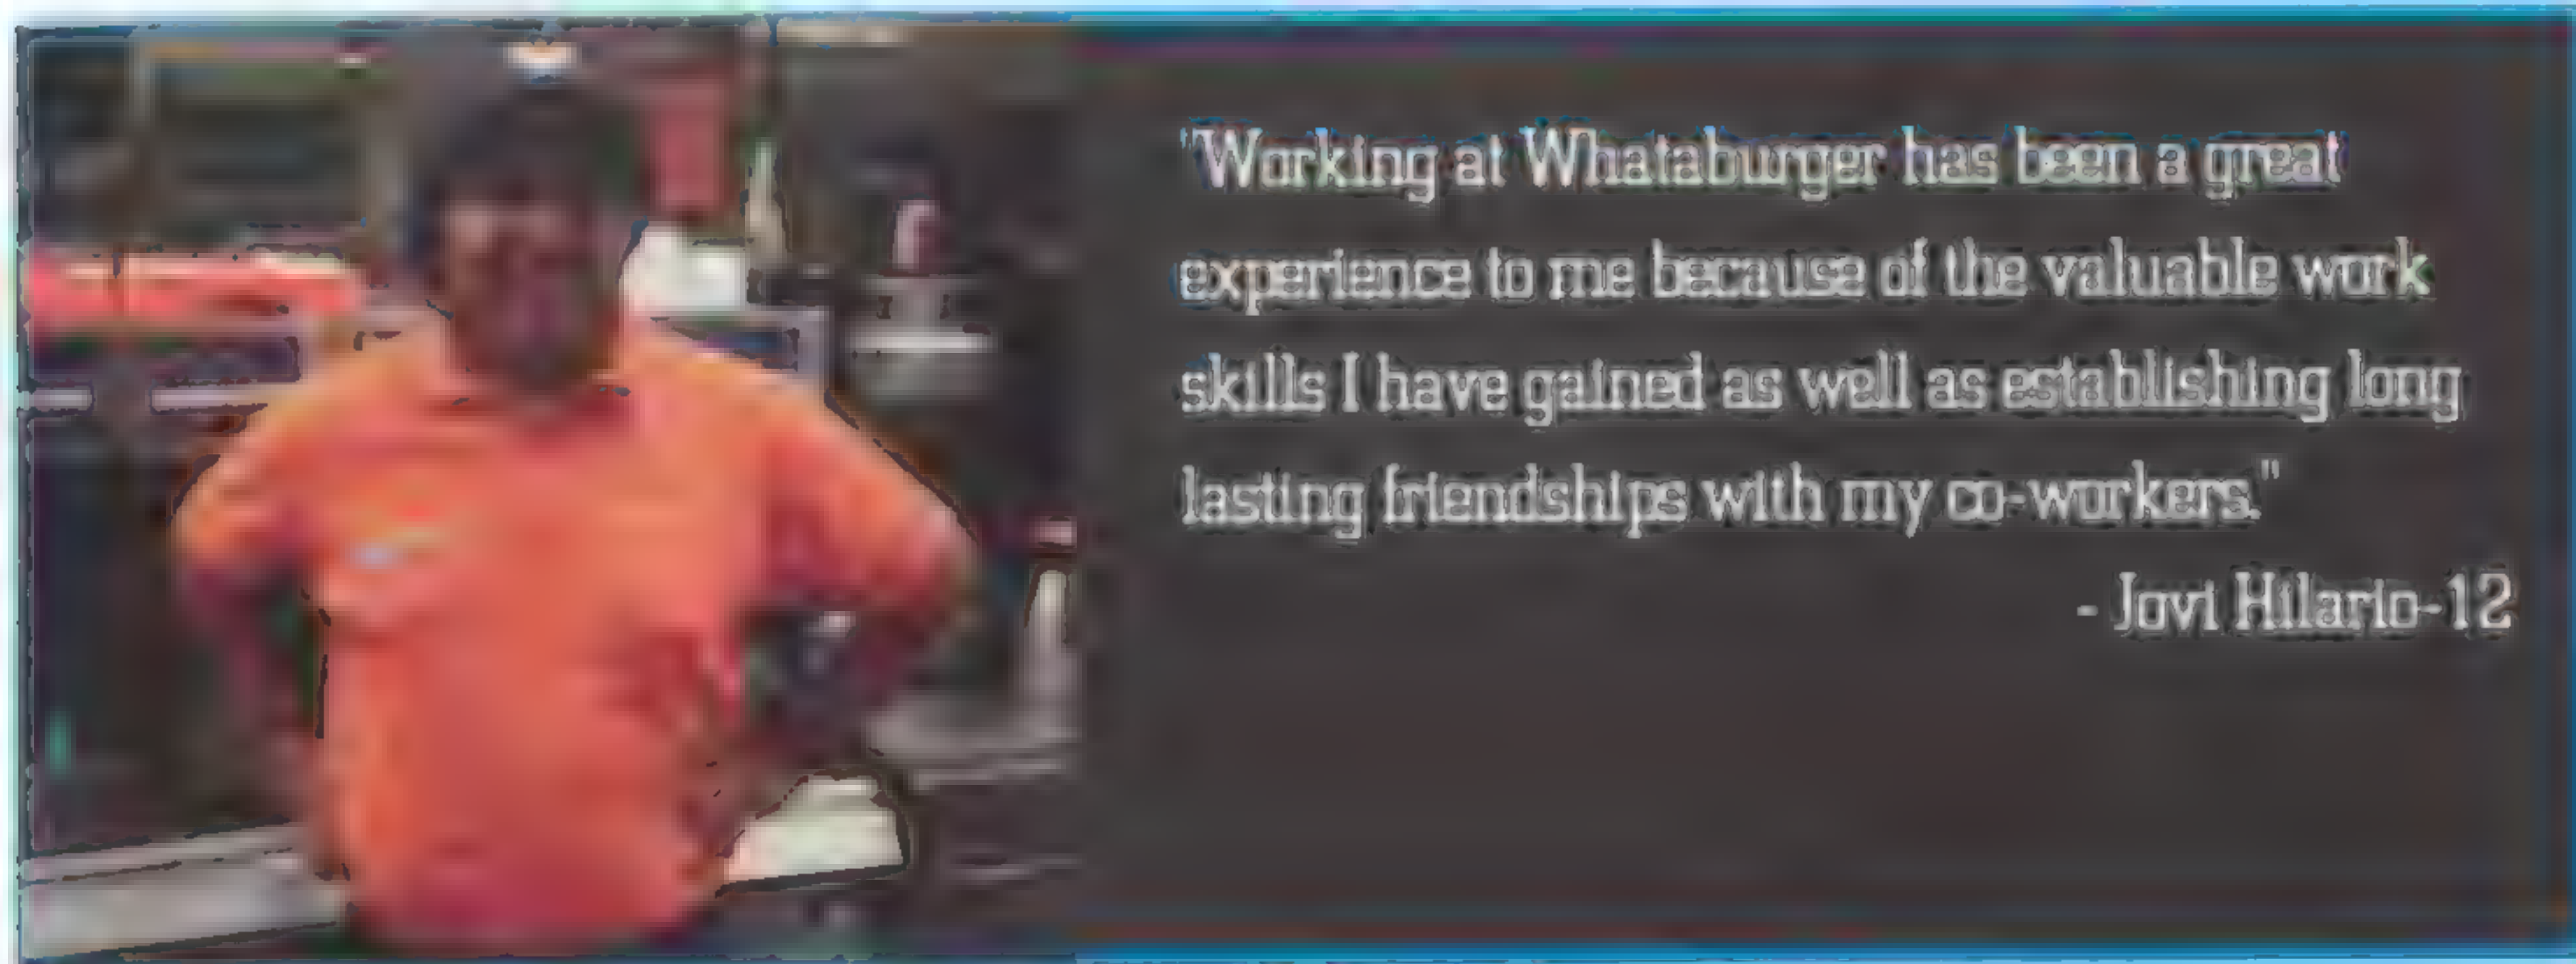 "Working at Whataburger has been a great
experience to me because of the valuable work
skills I have gained as well as establishing long
lasting friendships with my co-workers."
- Jovi Hilario-12